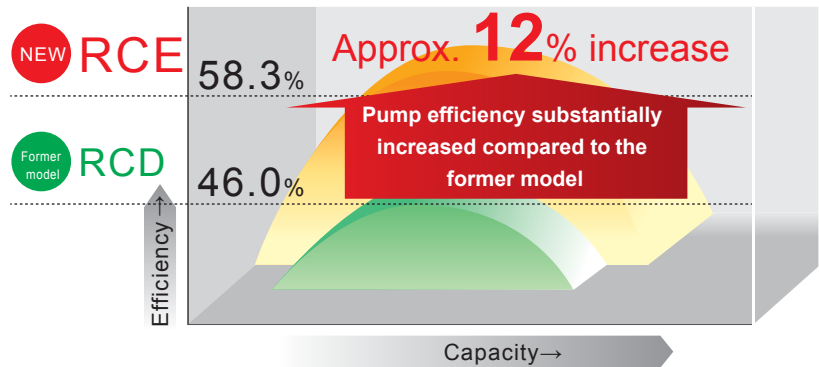 NEW RCE
58.3%
Approx. 12% increase
Pump efficiency substantially
increased compared to the
former model
Former
model
RCD
46.0%
Efficiency→
Capacity→